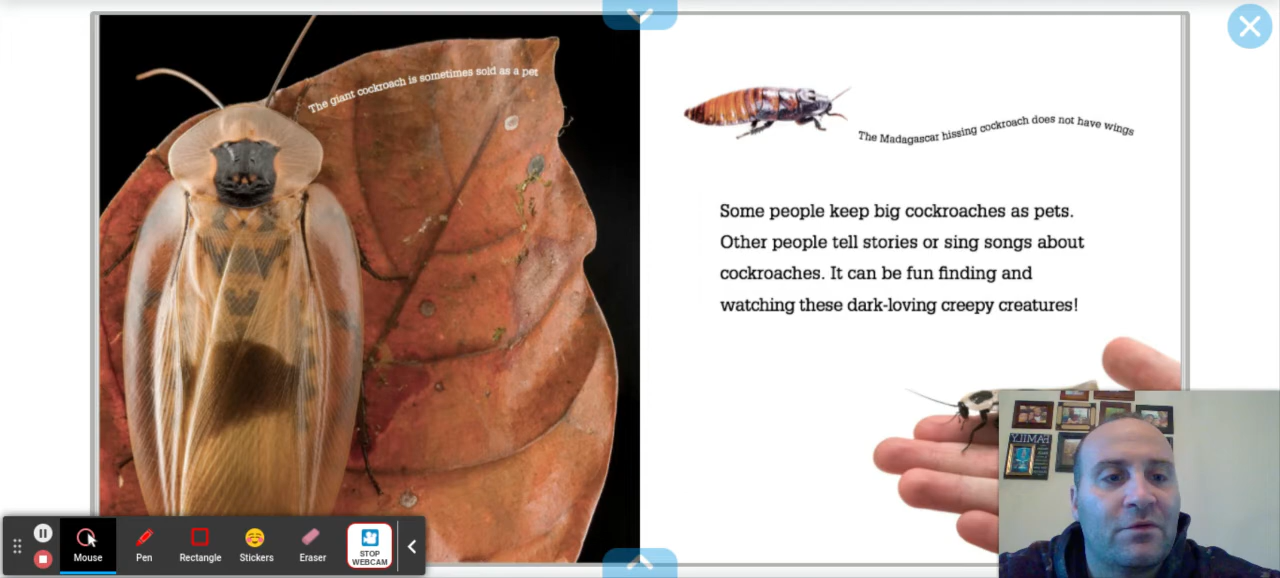 The giant cockroach is sometimes sold as a pet
The Madagascar hissing cockroach does not have wings
Some people keep big cockroaches as pets.
Other people tell stories or sing songs about
cockroaches. It can be fun finding and
watching these dark-loving creepy creatures!
FAMILY
Mouse
Pen
Rectangle
Stickers
Eraser
STOP
WEBCAM